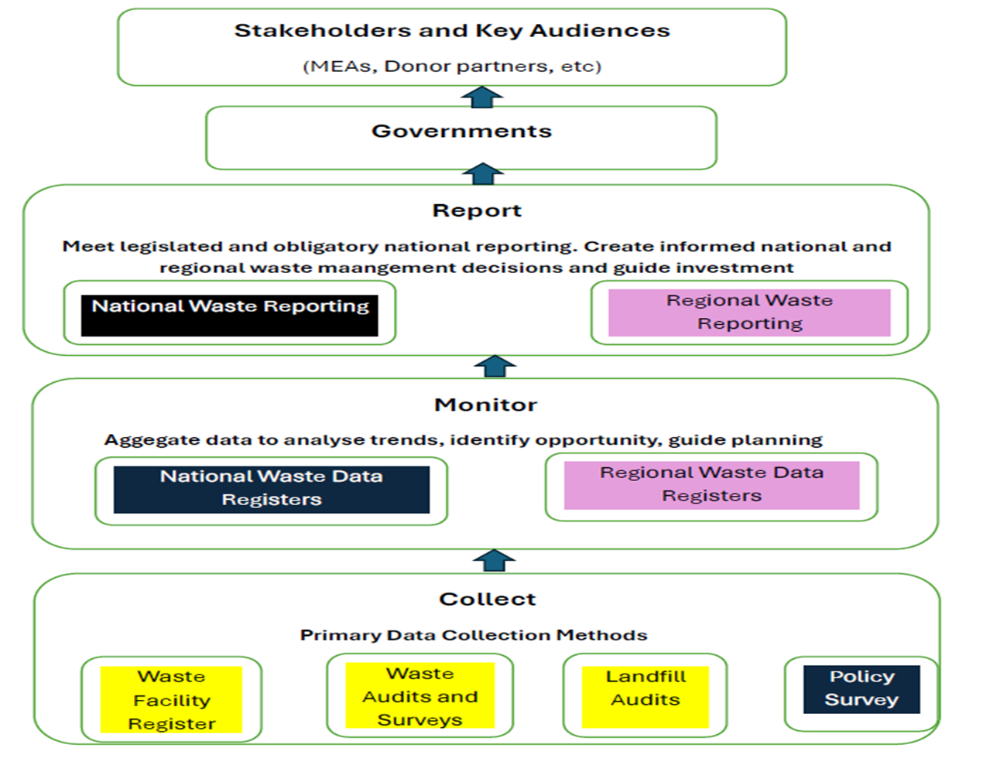 Stakeholders and Key Audiences
(MEAs, Donor partners, etc)
Governments
Report
Meet legislated and obligatory national reporting. Create informed national and
regional waste maangement decisions and guide investment
National Waste Reporting
Regional Waste
Reporting
Monitor
Aggegate data to analyse trends, identify opportunity, guide planning
National Waste Data
Registers
Regional Waste Data
Registers
Collect
Primary Data Collection Methods
Waste
Facility
Register
Waste
Audits and
Surveys
Landfill
Audits
Policy
Survey